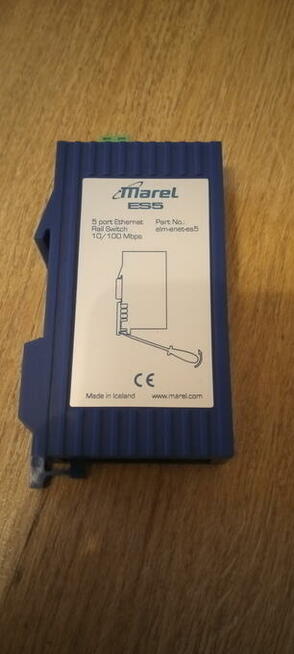 Marel
ES5
5 port Ethernet
Rail Switch
10/100 Mbps
Part No.:
elm-enet-es5
CE
Made in Iceland www.marel.com